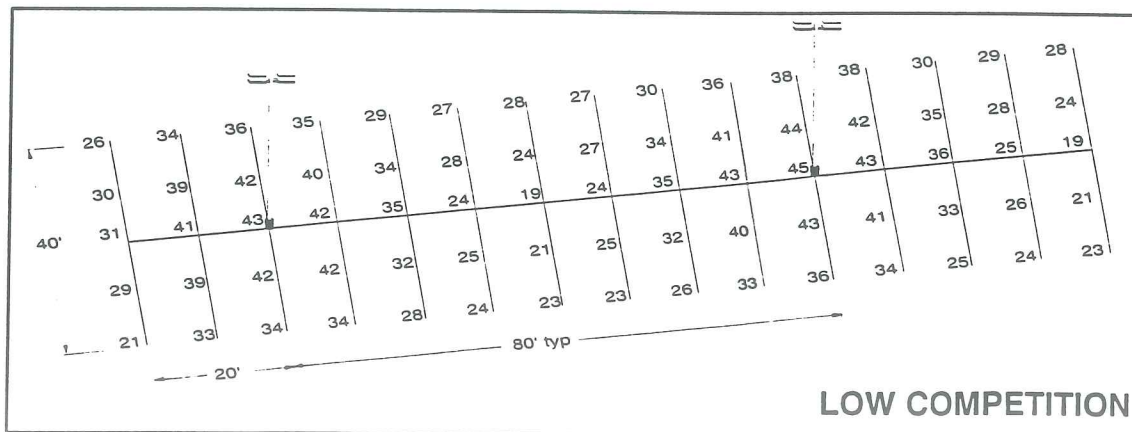 26 34 36 35 29 27 28 27 30 36 38 38 30 29 28
30 39 42 40 34 28 24 27 34 41 44 42 35 28 24
31 41 43 42 35 24 19 24 35 43 45 43 36 25 19
40'
29 39 42 42 32 25 21 25 32 40 43 41 33 26 21
21 33 34 34 28 24 23 23 26 33 36 34 25 24 23
20' 80' typ
LOW COMPETITION